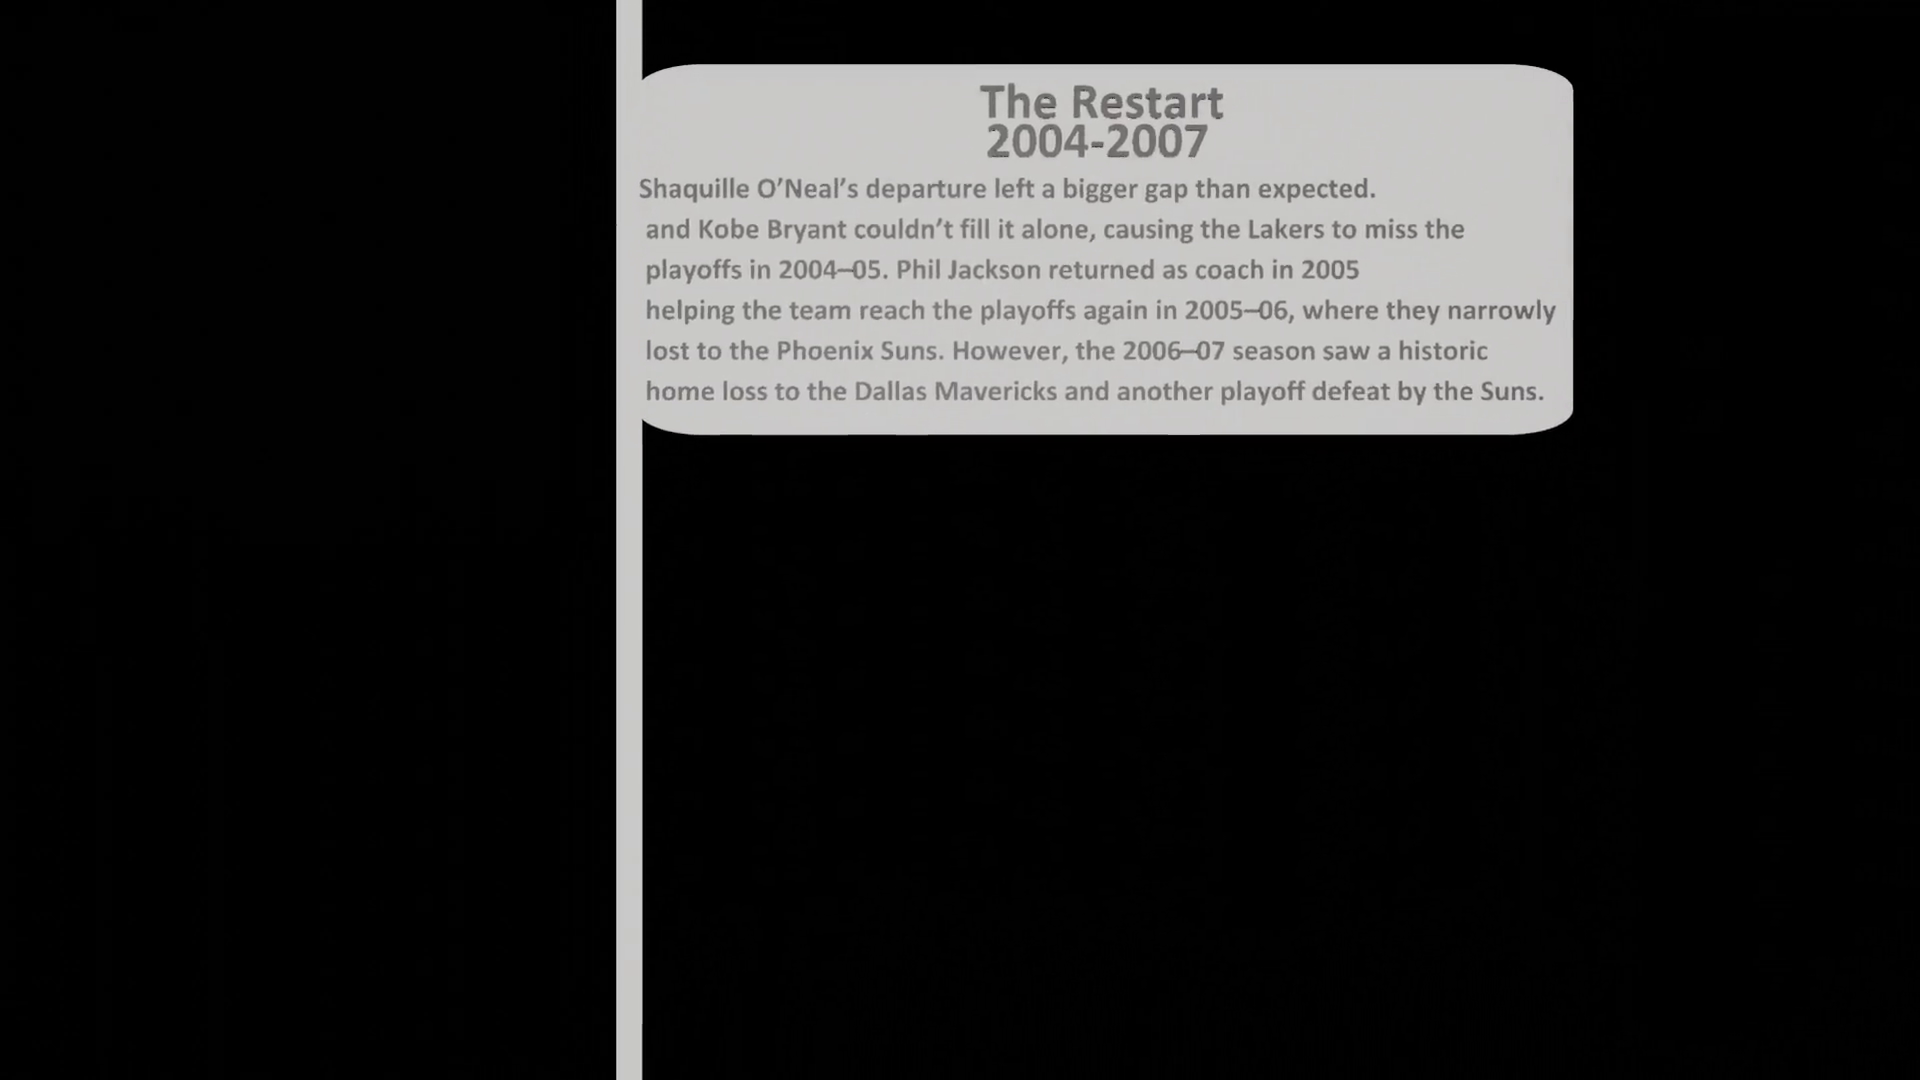 The Restart
2004-2007
Shaquille O’Neal’s departure left a bigger gap than expected.
and Kobe Bryant couldn’t fill it alone, causing the Lakers to miss the
playoffs in 2004–05. Phil Jackson returned as coach in 2005
helping the team reach the playoffs again in 2005–06, where they narrowly
lost to the Phoenix Suns. However, the 2006–07 season saw a historic
home loss to the Dallas Mavericks and another playoff defeat by the Suns.